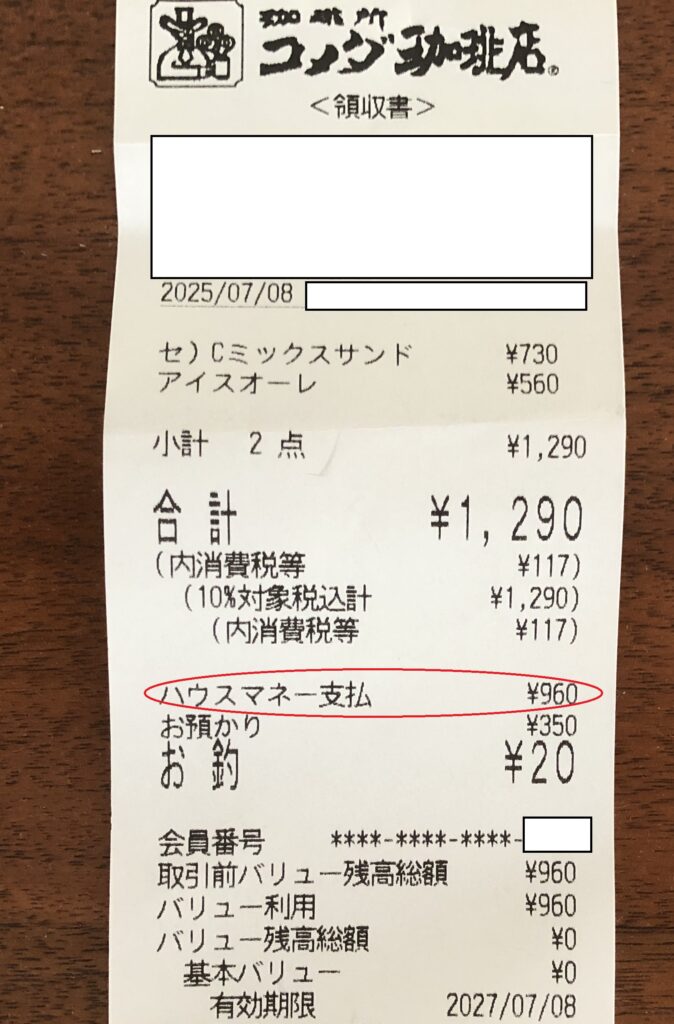 珈琲所
コメダ珈琲店®
<領収書>
2025/07/08
セ)Cミックスサンド ¥730
アイスオーレ ¥560
小計 2点 ¥1,290
合計 ¥1,290
(内消費税等 ¥117)
(10%対象税込計 ¥1,290)
(内消費税等 ¥117)
ハウスマネー支払 ¥960
お預かり ¥350
お釣 ¥20
会員番号 ****-****-****-
取引前バリュー残高総額 ¥960
バリュー利用 ¥960
バリュー残高総額 ¥0
基本バリュー ¥0
有効期限 2027/07/08